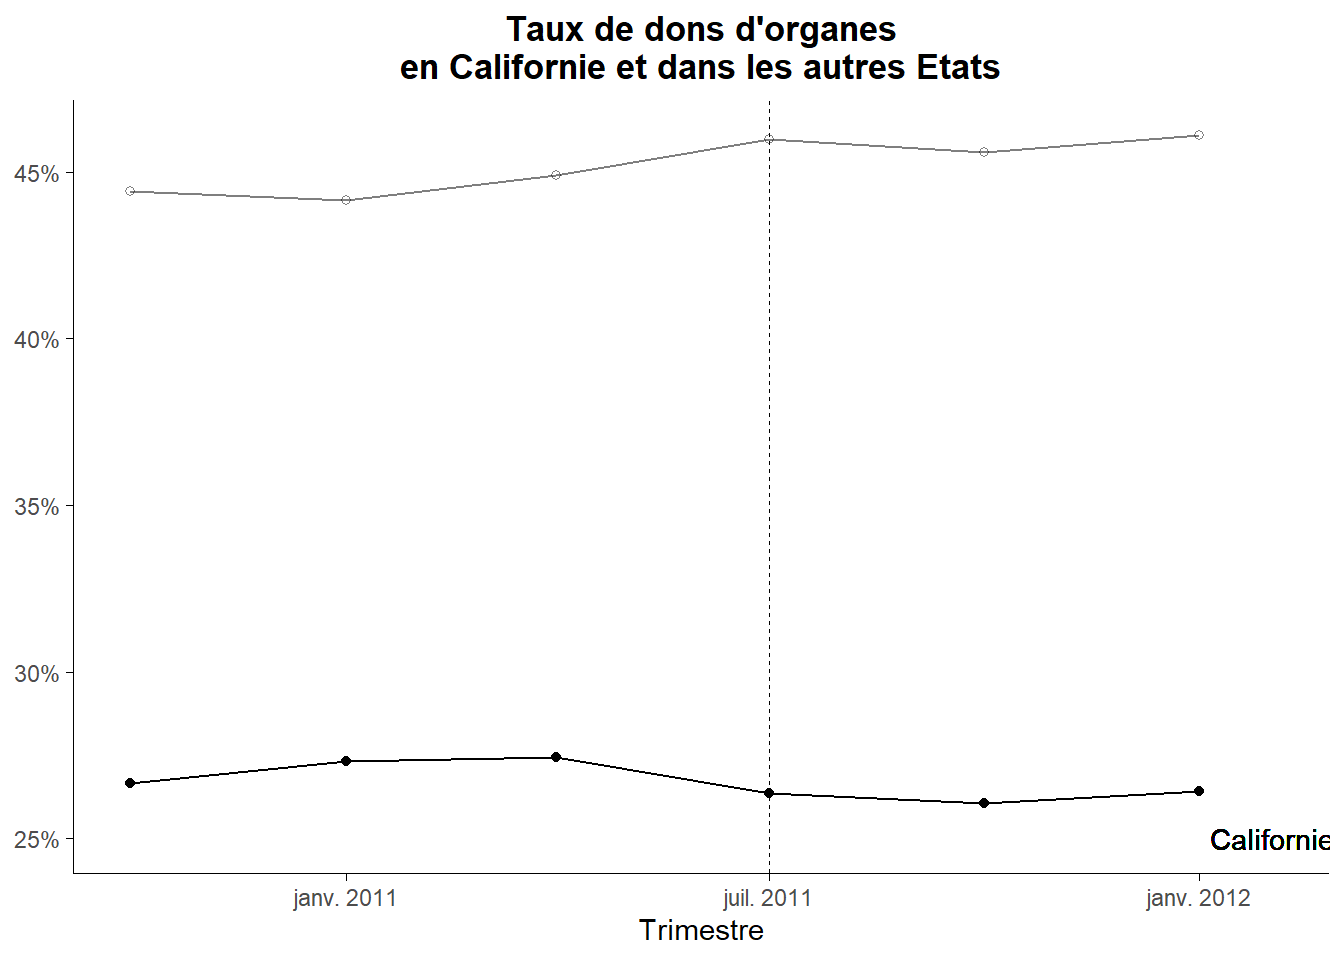 Taux de dons d'organes
en Californie et dans les autres Etats
45%
40%
35%
30%
25%
Californie
janv. 2011
juil. 2011
janv. 2012
Trimestre